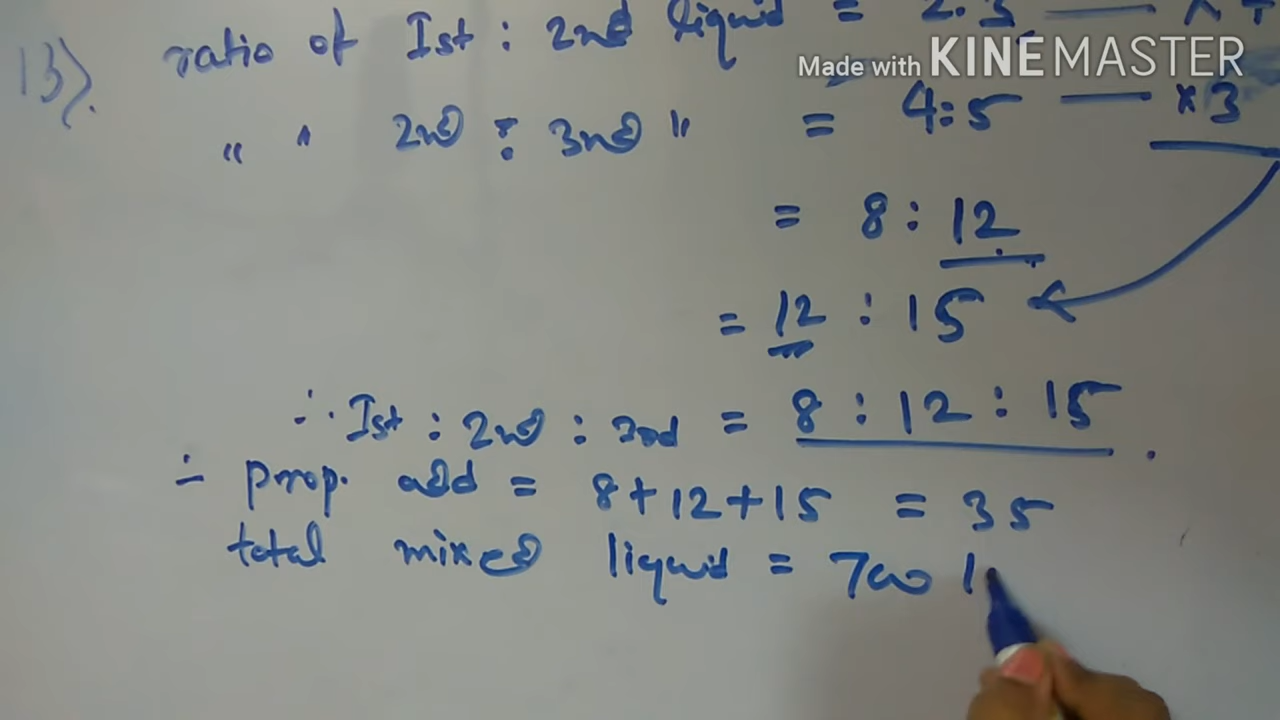 13). ratio of Ist : 2nd liquid = 2:3
Made with KINEMASTER
" " 2nd : 3nd " = 4:5 — ×3
= 8 : 12
= 12 : 15
∴ Ist : 2nd : 3rd = 8 : 12 : 15.
∴ prop. add = 8+12+15 = 35
total mixed liquid = 700 l